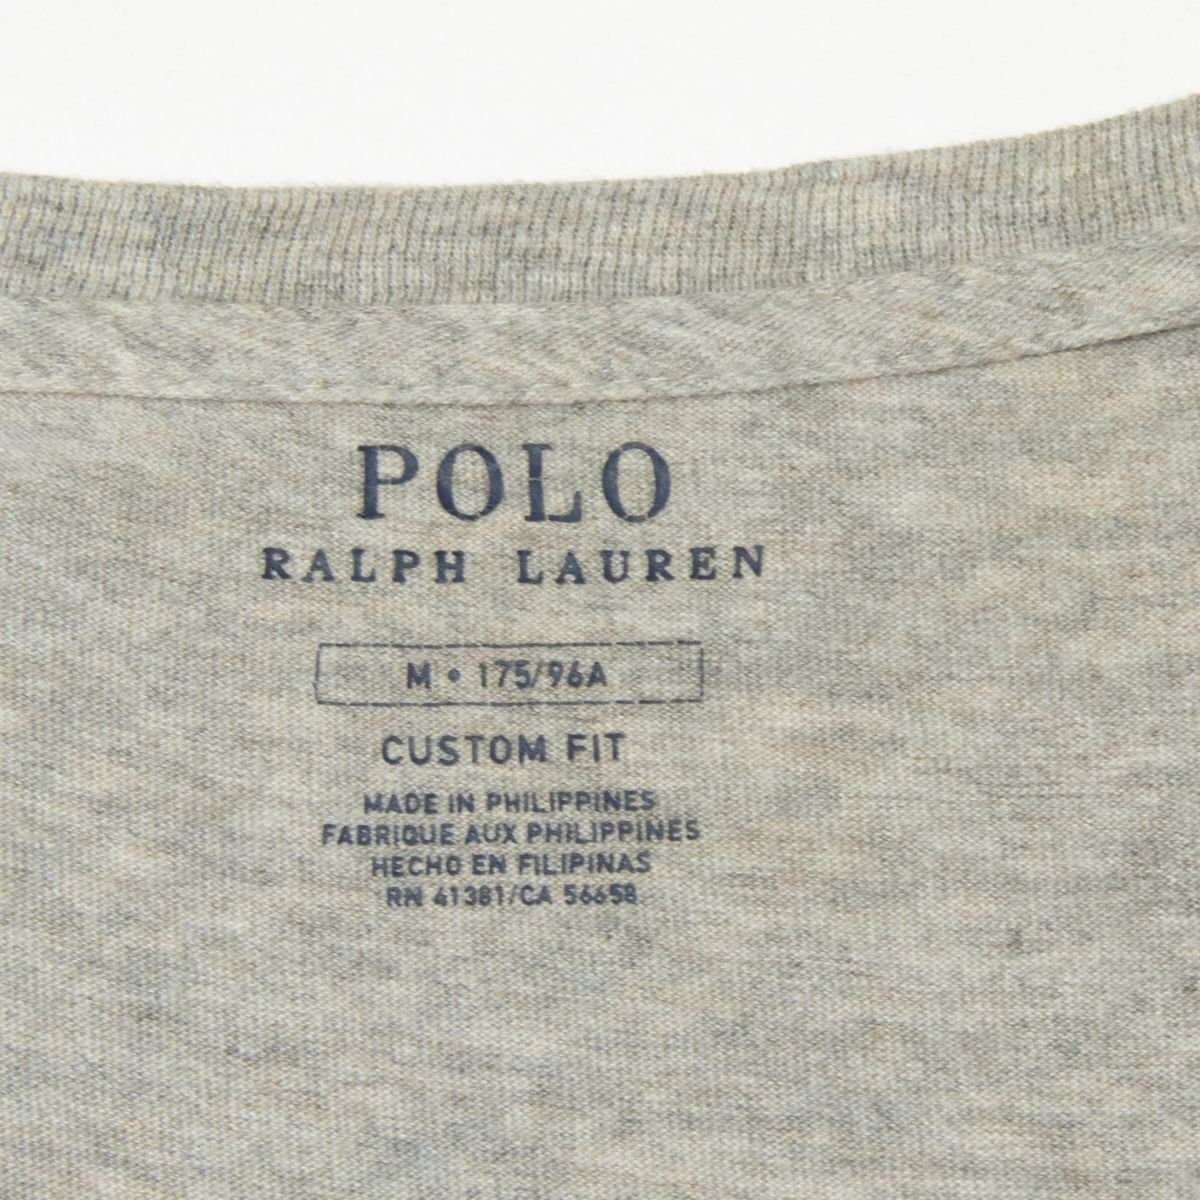 POLO
RALPH LAUREN
M • 175/96A
CUSTOM FIT
MADE IN PHILIPPINES
FABRIQUE AUX PHILIPPINES
HECHO EN FILIPINAS
RN 41381/CA 56658